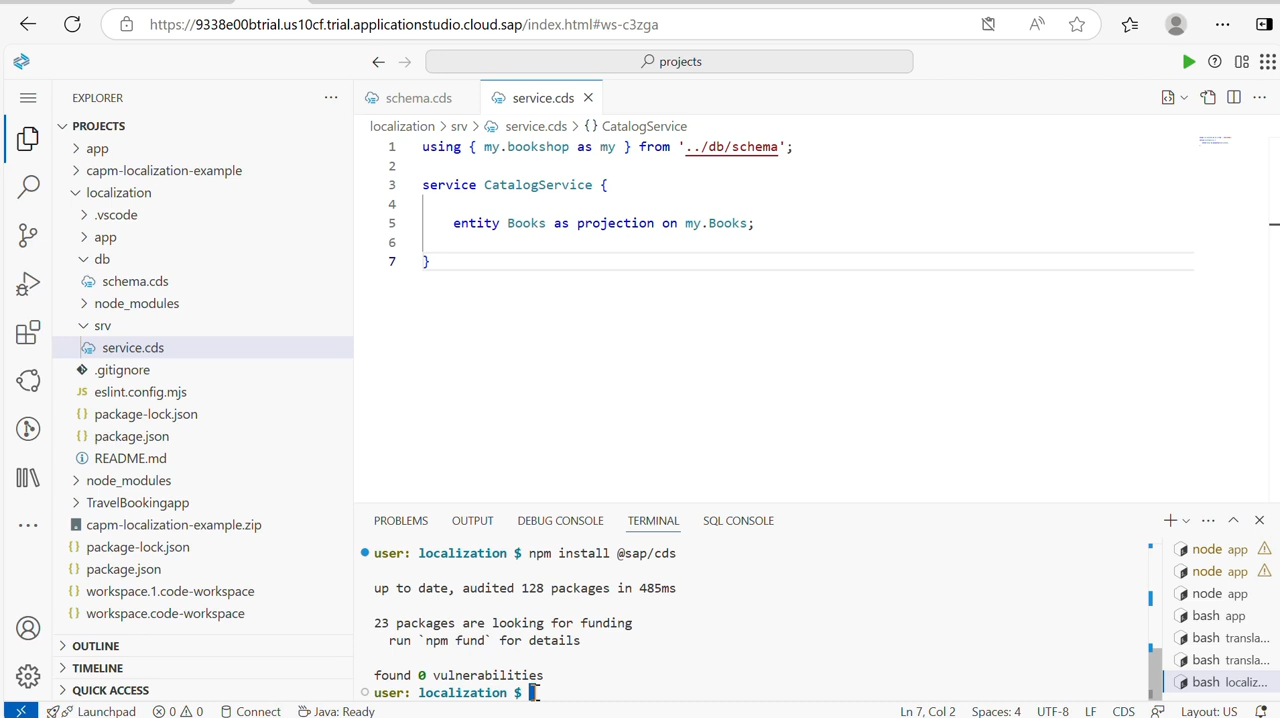 https://9338e00btrial.us10cf.trial.applicationstudio.cloud.sap/index.html#ws-c3zga
projects
EXPLORER
PROJECTS
app
capm-localization-example
localization
.vscode
app
db
schema.cds
node_modules
srv
service.cds
.gitignore
JS eslint.config.mjs
{} package-lock.json
{} package.json
README.md
node_modules
TravelBookingapp
capm-localization-example.zip
{} package-lock.json
{} package.json
{} workspace.1.code-workspace
{} workspace.code-workspace
OUTLINE
TIMELINE
QUICK ACCESS
schema.cds
service.cds
localization > srv > service.cds > {} CatalogService
1 using { my.bookshop as my } from '../db/schema';
2
3 service CatalogService {
4
5 entity Books as projection on my.Books;
6
7 }
PROBLEMS OUTPUT DEBUG CONSOLE TERMINAL SQL CONSOLE
user: localization $ npm install @sap/cds
up to date, audited 128 packages in 485ms
23 packages are looking for funding
run `npm fund` for details
found 0 vulnerabilities
user: localization $
node app
node app
node app
bash app
bash transla...
bash transla...
bash localiz...
Launchpad 0 0 Connect Java: Ready Ln 7, Col 2 Spaces: 4 UTF-8 LF CDS Layout: US